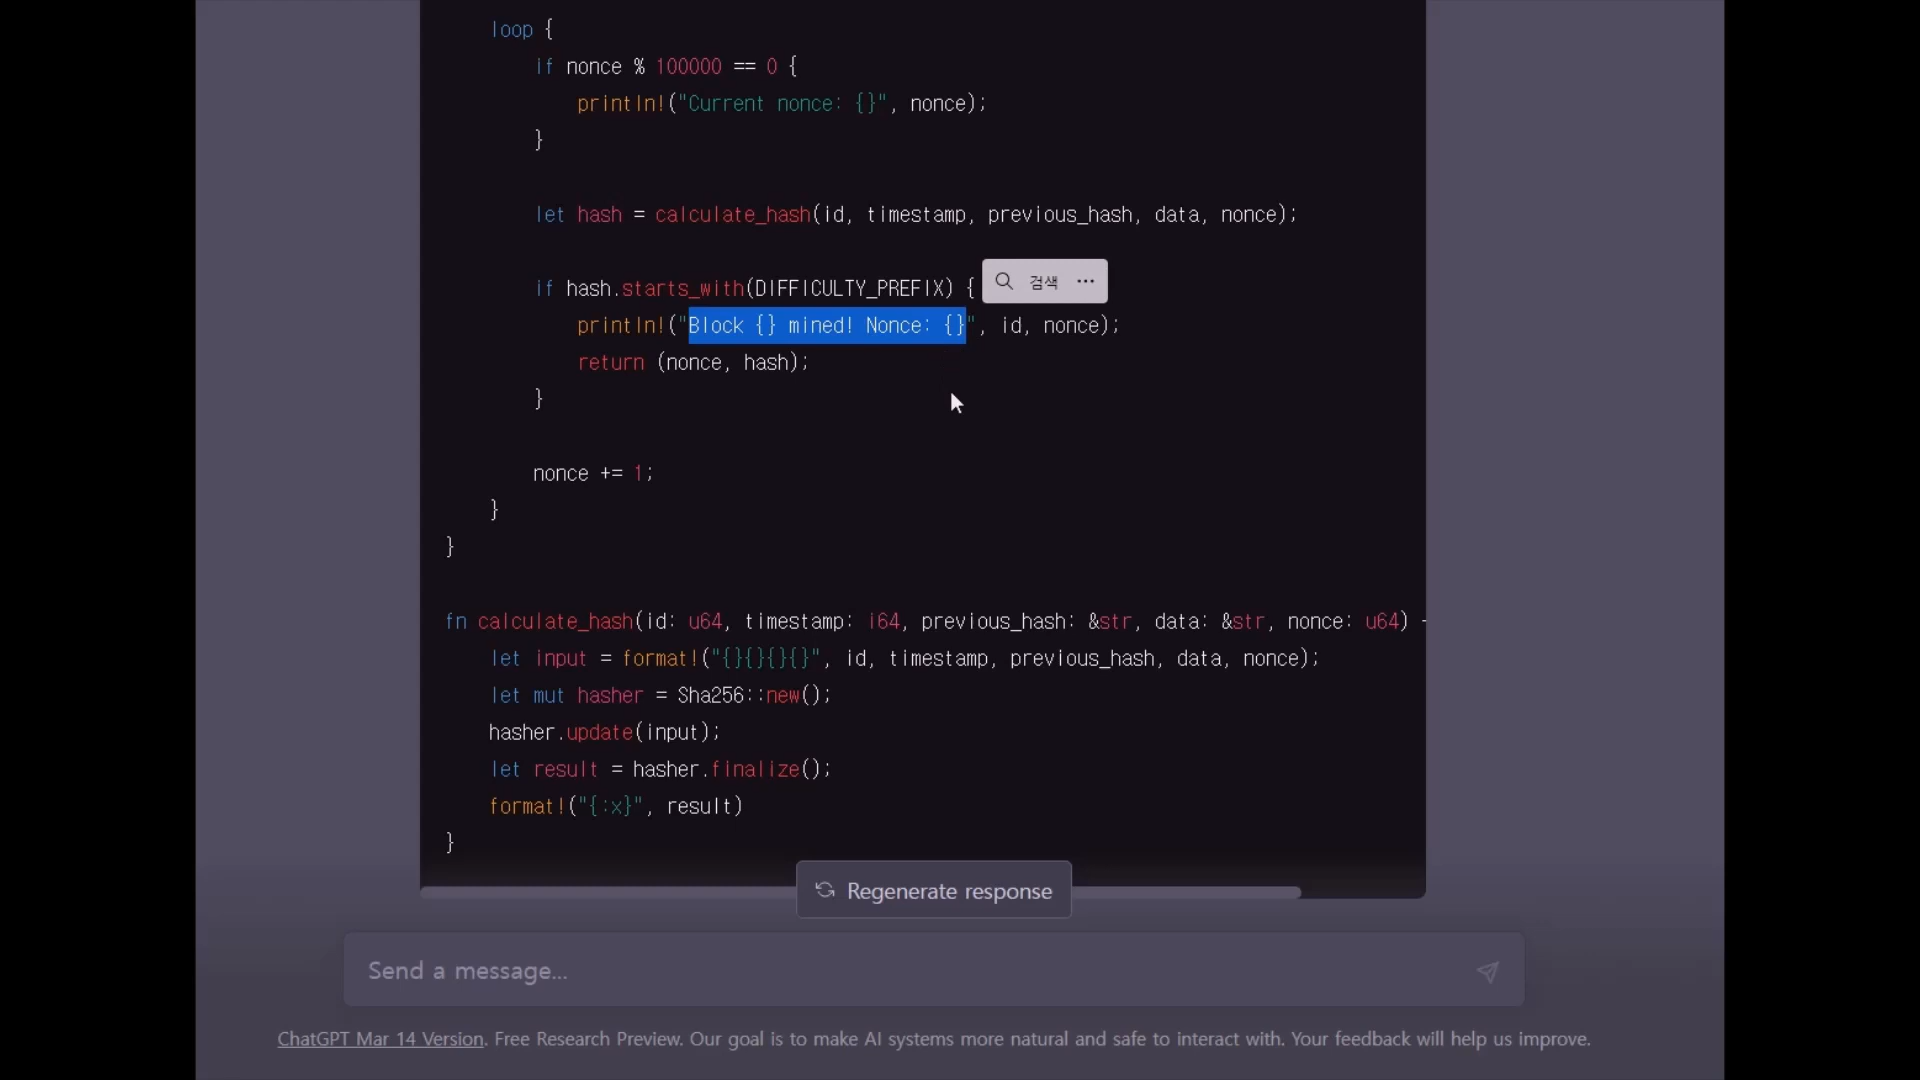 loop {
if nonce % 100000 == 0 {
println!("Current nonce: {}", nonce);
}
let hash = calculate_hash(id, timestamp, previous_hash, data, nonce);
if hash.starts_with(DIFFICULTY_PREFIX) {
검색 ···
println!("Block {} mined! Nonce: {}", id, nonce);
return (nonce, hash);
}
nonce += 1;
}
}
fn calculate_hash(id: u64, timestamp: i64, previous_hash: &str, data: &str, nonce: u64) -
let input = format!("{}{}{}{}", id, timestamp, previous_hash, data, nonce);
let mut hasher = Sha256::new();
hasher.update(input);
let result = hasher.finalize();
format!("{:x}", result)
}
Regenerate response
Send a message...
ChatGPT Mar 14 Version. Free Research Preview. Our goal is to make AI systems more natural and safe to interact with. Your feedback will help us improve.